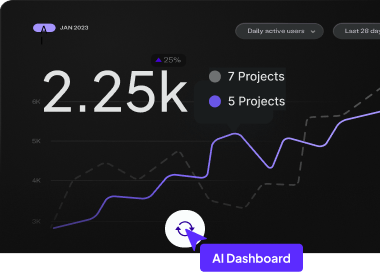 JAN 2023
Daily active users
Last 28 day
25%
2.25k
7 Projects
5 Projects
6K
5K
4K
3K
AI Dashboard